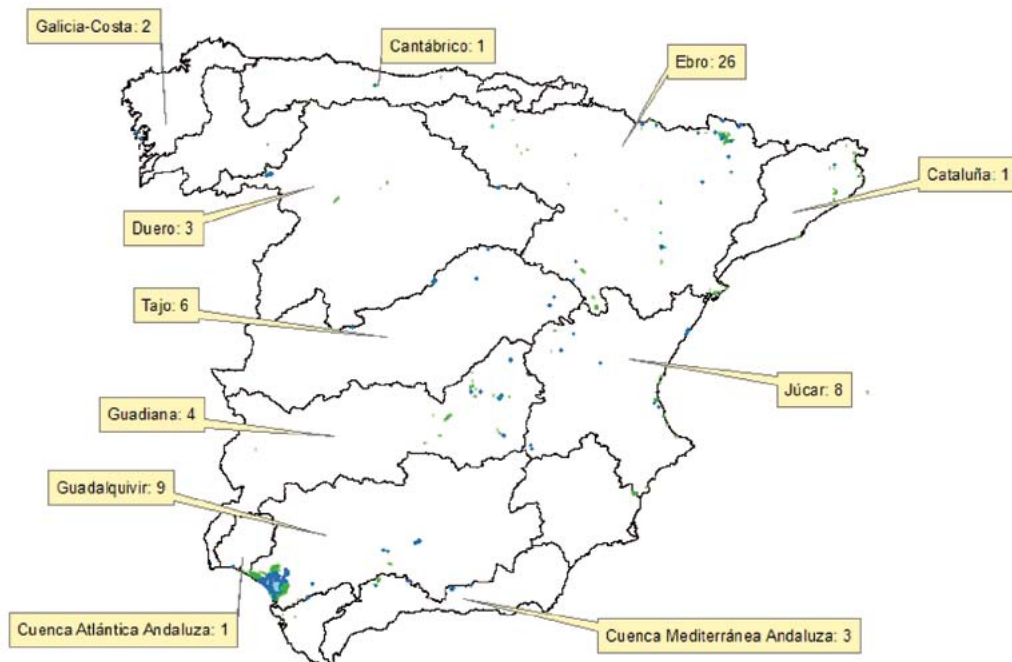 Galicia-Costa: 2
Cantábrico: 1
Ebro: 26
Cataluña: 1
Duero: 3
Tajo: 6
Júcar: 8
Guadiana: 4
Guadalquivir: 9
Cuenca Atlántica Andaluza: 1
Cuenca Mediterránea Andaluza: 3